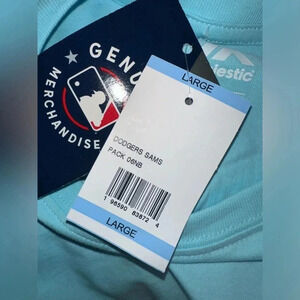 GENU
MERCHANDISE
jestic
LARGE
DODGERS SAMS
PACK 06NB
1 98590 83872 4
LARGE